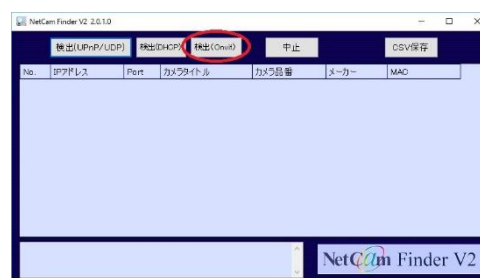 NetCam Finder V2 2.0.1.0
検出(UPnP/UDP) 検出(DHCP) 検出(Onvif) 中止 CSV保存
No. IPアドレス Port カメラタイトル カメラ品番 メーカー MAC
NetCam Finder V2